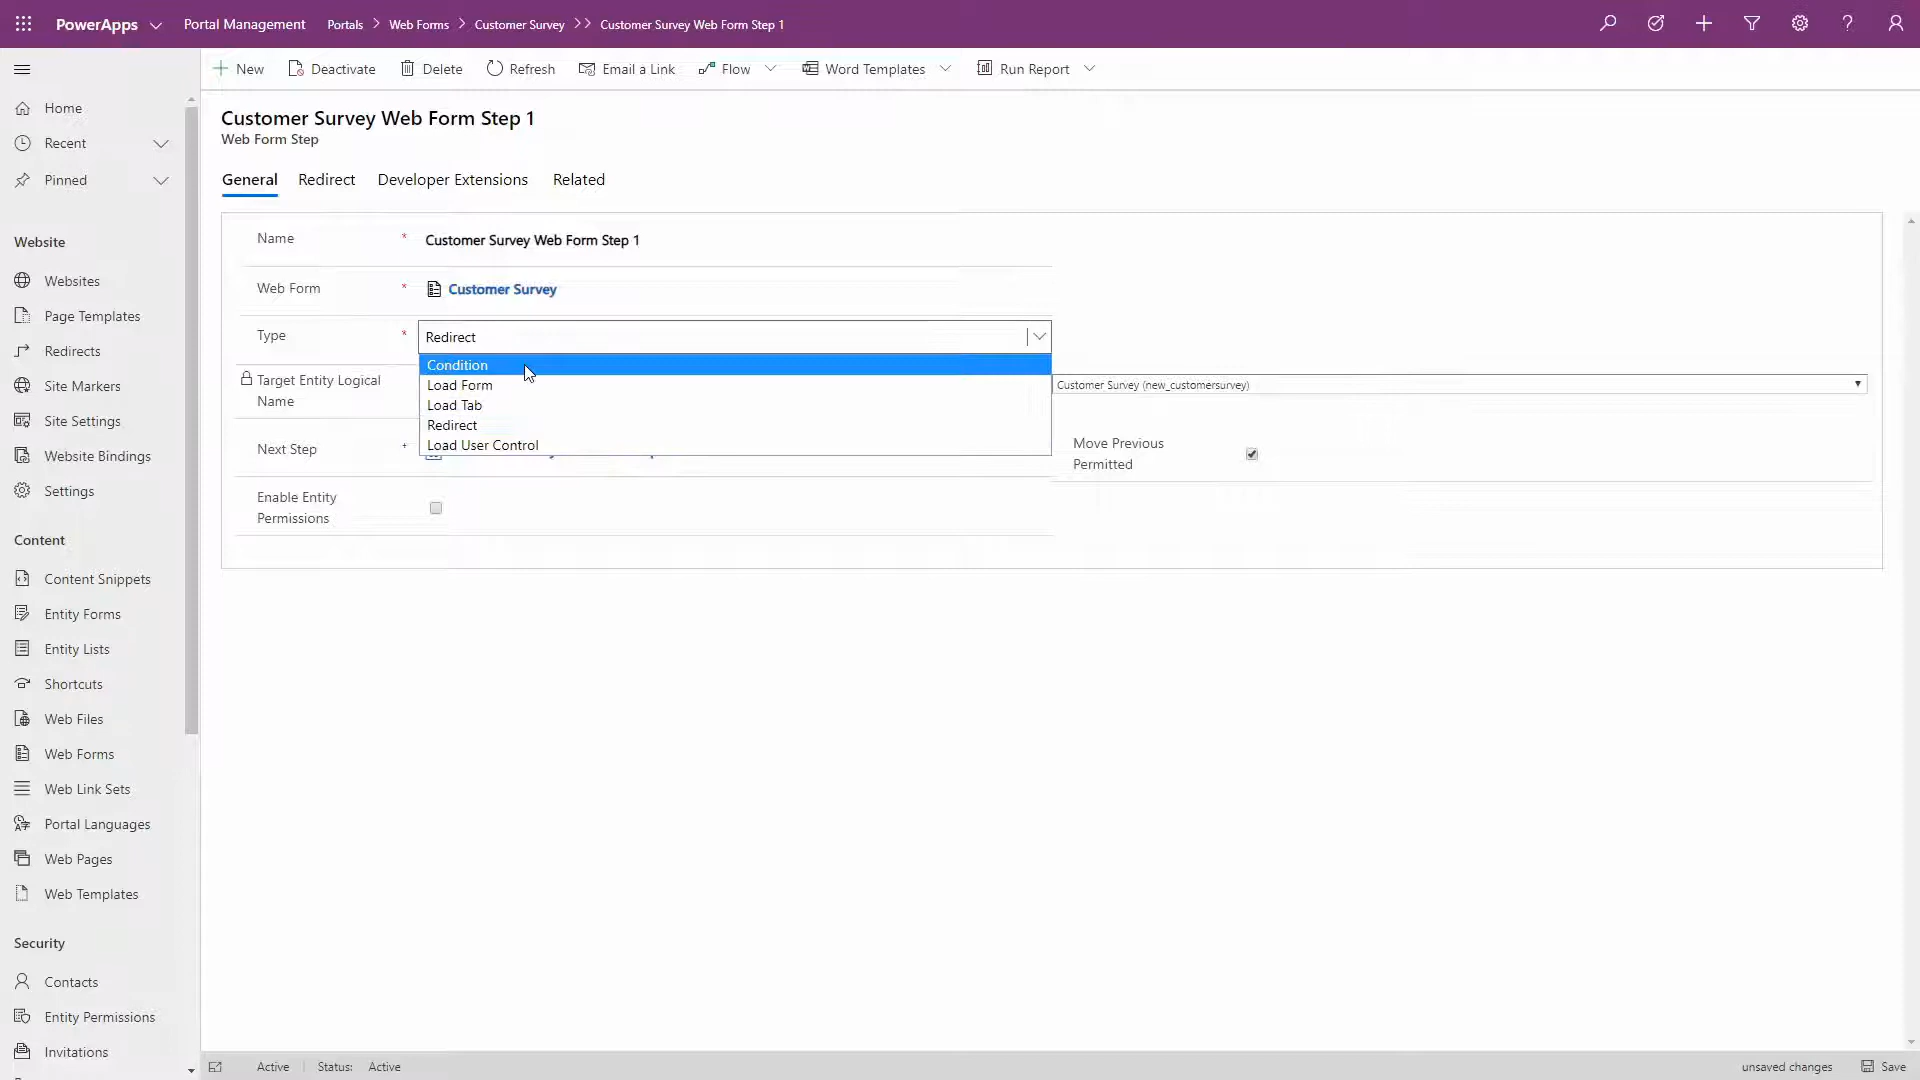 PowerApps
Portal Management
Portals > Web Forms > Customer Survey >> Customer Survey Web Form Step 1
New
Deactivate
Delete
Refresh
Email a Link
Flow
Word Templates
Run Report
Home
Recent
Pinned
Website
Websites
Page Templates
Redirects
Site Markers
Site Settings
Website Bindings
Settings
Content
Content Snippets
Entity Forms
Entity Lists
Shortcuts
Web Files
Web Forms
Web Link Sets
Portal Languages
Web Pages
Web Templates
Security
Contacts
Entity Permissions
Invitations
Customer Survey Web Form Step 1
Web Form Step
General
Redirect
Developer Extensions
Related
Name * Customer Survey Web Form Step 1
Web Form * Customer Survey
Type * Redirect
Condition
Load Form
Load Tab
Redirect
Load User Control
Target Entity Logical
Name
Customer Survey (new_customersurvey)
Next Step +
Move Previous
Permitted
Enable Entity
Permissions
Active
Status: Active
unsaved changes
Save